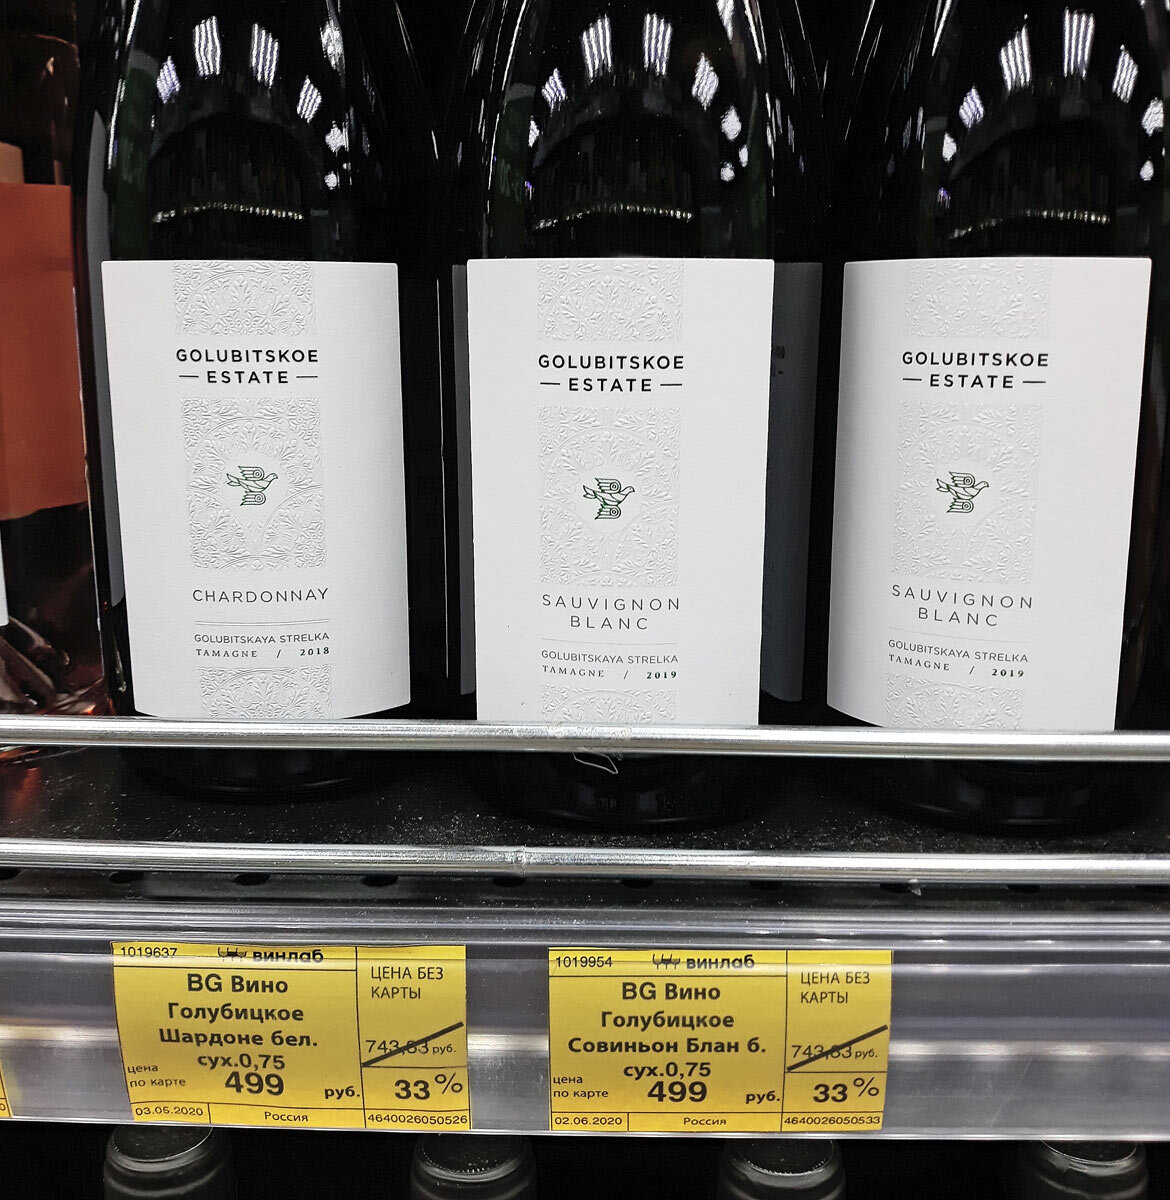 GOLUBITSKOE
ESTATE
CHARDONNAY
GOLUBITSKAYA STRELKA
TAMAGNE / 2018
GOLUBITSKOE
ESTATE
SAUVIGNON
BLANC
GOLUBITSKAYA STRELKA
TAMAGNE / 2019
GOLUBITSKOE
ESTATE
SAUVIGNON
BLANC
GOLUBITSKAYA STRELKA
TAMAGNE / 2019
1019637 винлаб
BG Вино
Голубицкое
Шардоне бел.
сух.0,75
цена
по карте
499 руб.
ЦЕНА БЕЗ
КАРТЫ
743,83 руб.
33%
03.05.2020 Россия 4640026050526
1019954 винлаб
BG Вино
Голубицкое
Совиньон Блан б.
сух.0,75
цена
по карте
499 руб.
ЦЕНА БЕЗ
КАРТЫ
743,83 руб.
33%
02.06.2020 Россия 4640026050533